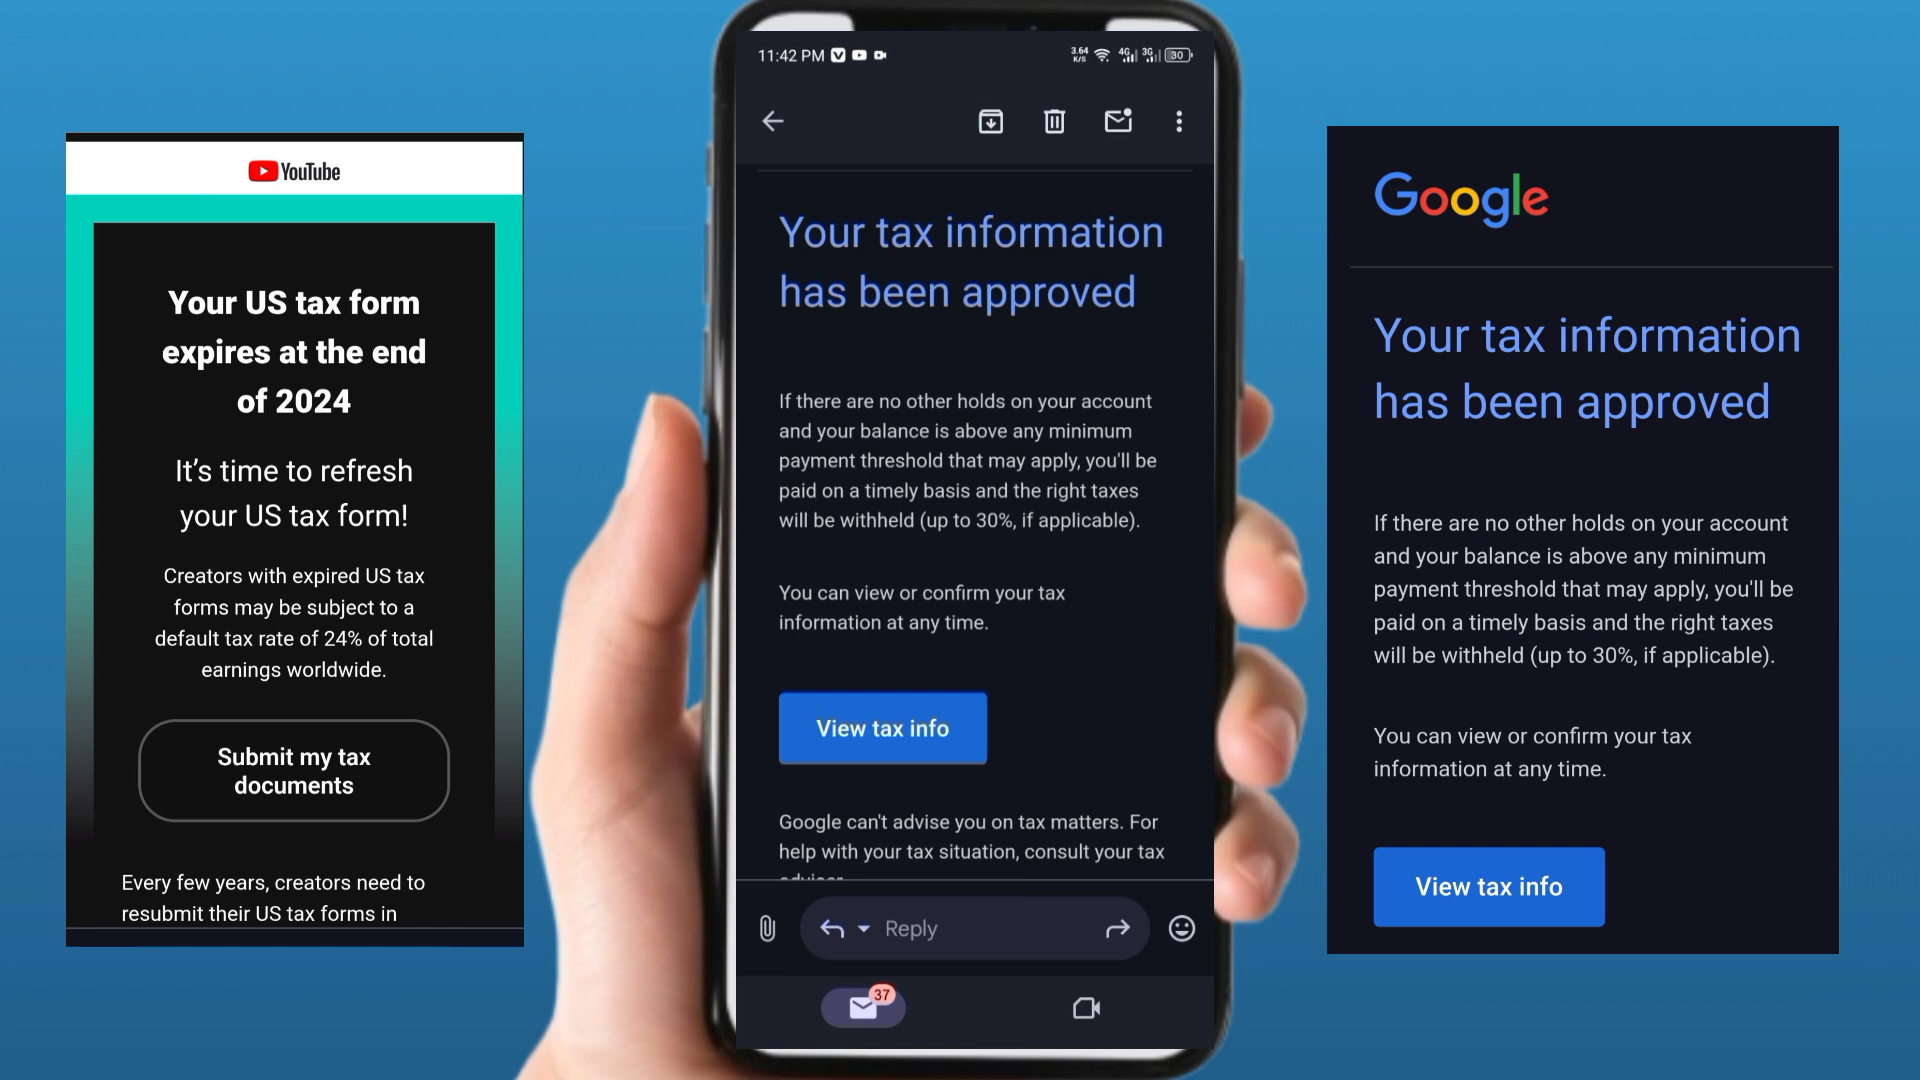 YouTube
Your US tax form
expires at the end
of 2024
It's time to refresh
your US tax form!
Creators with expired US tax
forms may be subject to a
default tax rate of 24% of total
earnings worldwide.
Submit my tax
documents
Every few years, creators need to
resubmit their US tax forms in
11:42 PM
3.64
K/S
4G
3G
30
Your tax information
has been approved
If there are no other holds on your account
and your balance is above any minimum
payment threshold that may apply, you'll be
paid on a timely basis and the right taxes
will be withheld (up to 30%, if applicable).
You can view or confirm your tax
information at any time.
View tax info
Google can't advise you on tax matters. For
help with your tax situation, consult your tax
Reply
37
Google
Your tax information
has been approved
If there are no other holds on your account
and your balance is above any minimum
payment threshold that may apply, you'll be
paid on a timely basis and the right taxes
will be withheld (up to 30%, if applicable).
You can view or confirm your tax
information at any time.
View tax info